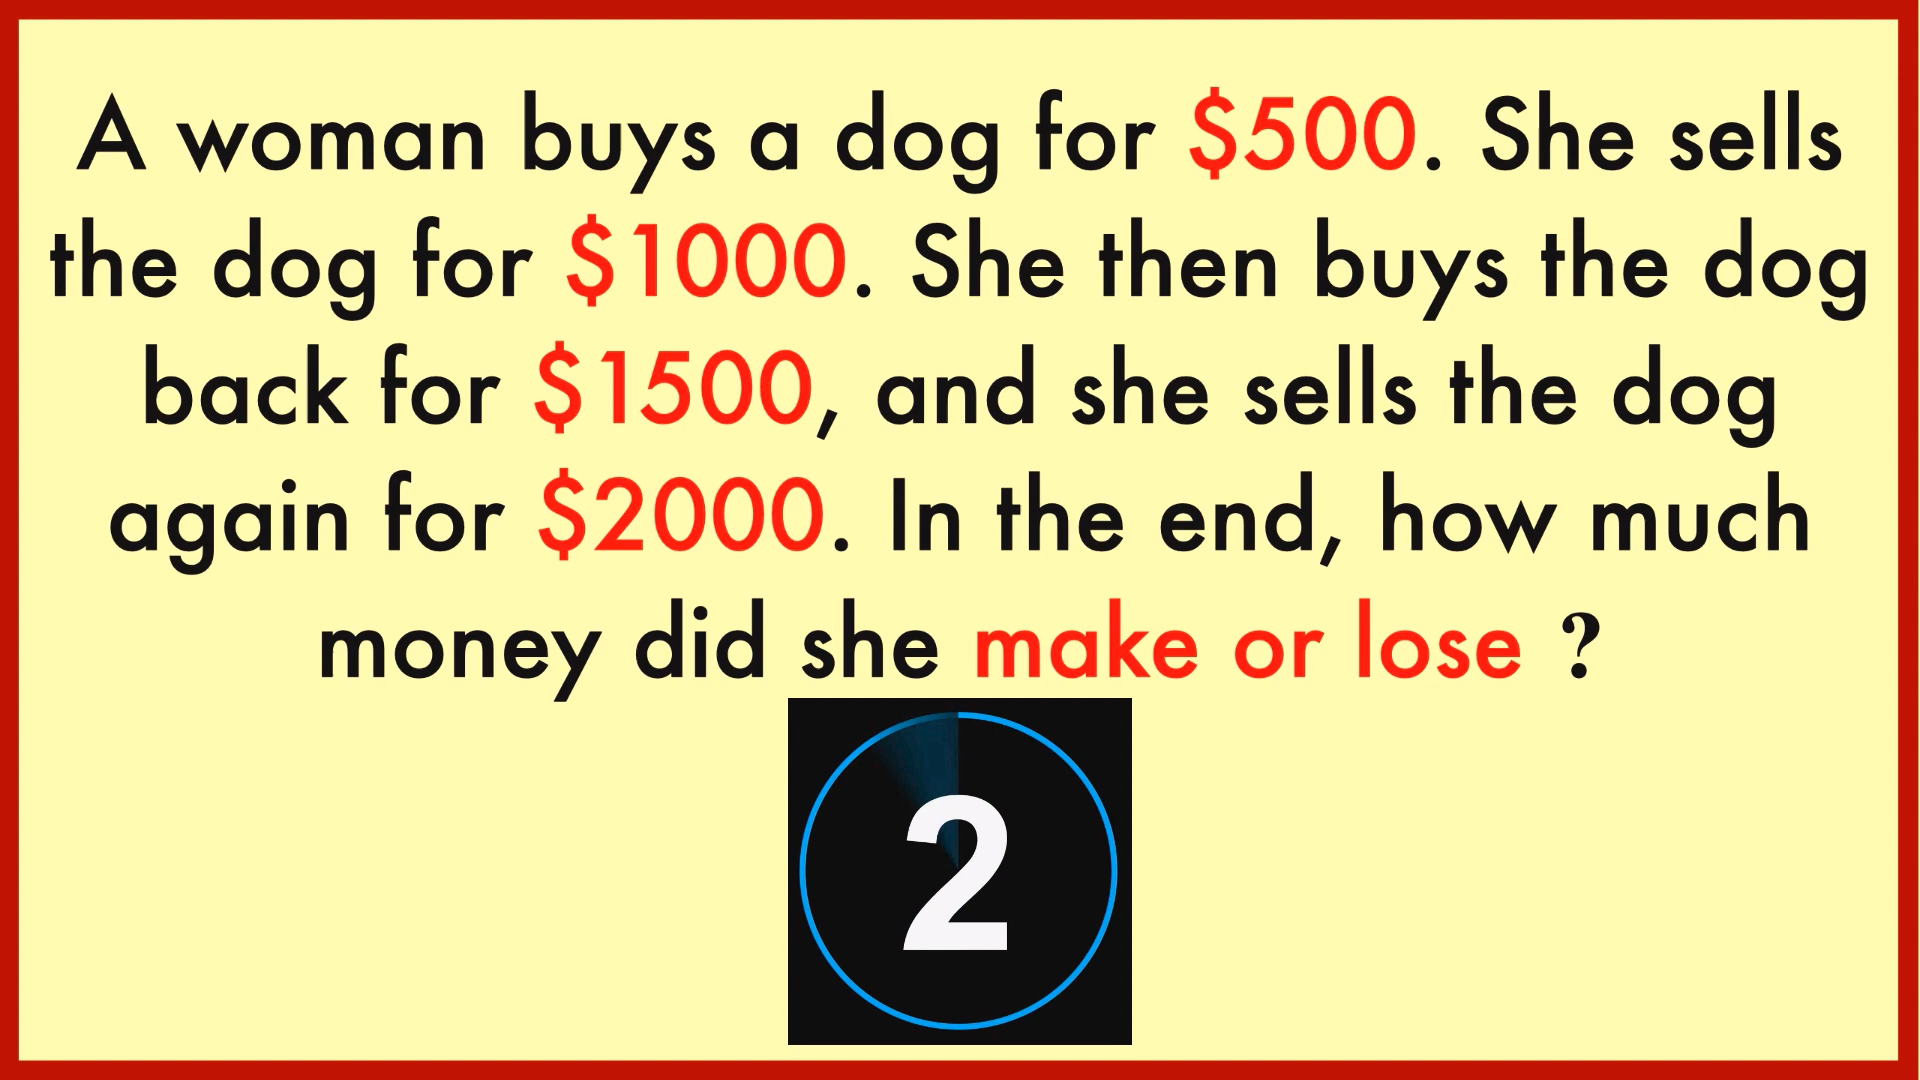 A woman buys a dog for $500. She sells
the dog for $1000. She then buys the dog
back for $1500, and she sells the dog
again for $2000. In the end, how much
money did she make or lose ?
2